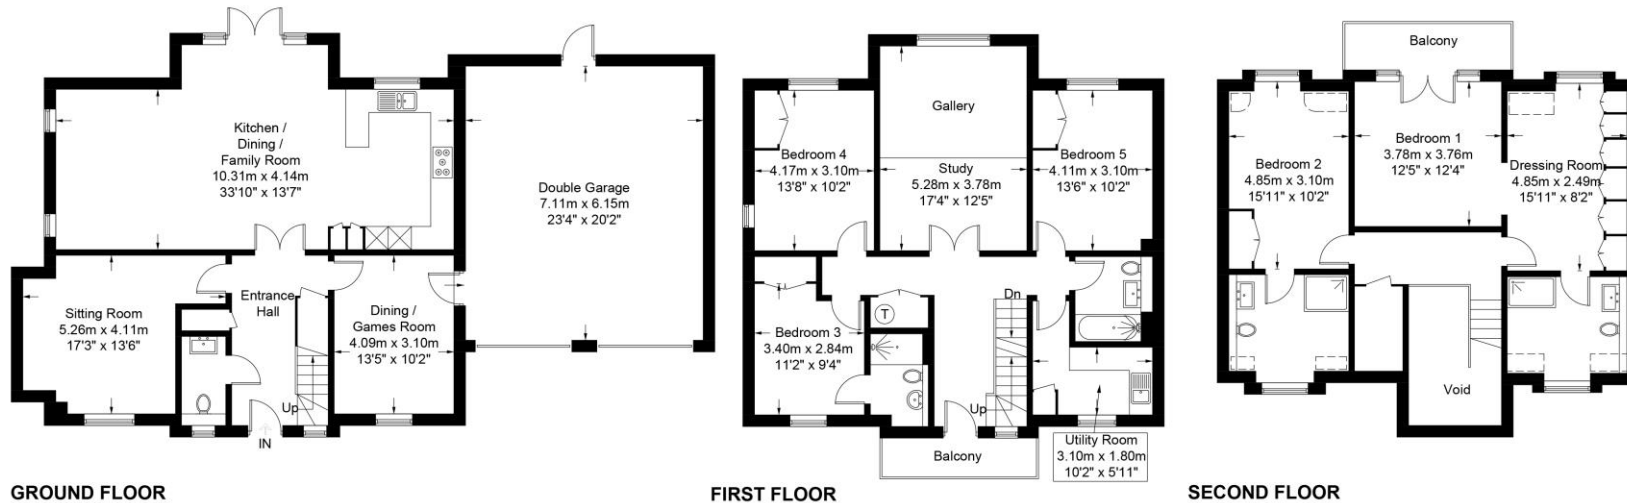 Kitchen /
Dining /
Family Room
10.31m x 4.14m
33'10" x 13'7"
Double Garage
7.11m x 6.15m
23'4" x 20'2"
Sitting Room
5.26m x 4.11m
17'3" x 13'6"
Entrance
Hall
Dining /
Games Room
4.09m x 3.10m
13'5" x 10'2"
Up
IN
GROUND FLOOR
Gallery
Bedroom 4
4.17m x 3.10m
13'8" x 10'2"
Study
5.28m x 3.78m
17'4" x 12'5"
Bedroom 5
4.11m x 3.10m
13'6" x 10'2"
Dn
T
Bedroom 3
3.40m x 2.84m
11'2" x 9'4"
Up
Utility Room
3.10m x 1.80m
10'2" x 5'11"
Balcony
FIRST FLOOR
Balcony
Bedroom 1
3.78m x 3.76m
12'5" x 12'4"
Bedroom 2
4.85m x 3.10m
15'11" x 10'2"
Dressing Room
4.85m x 2.49m
15'11" x 8'2"
Void
SECOND FLOOR